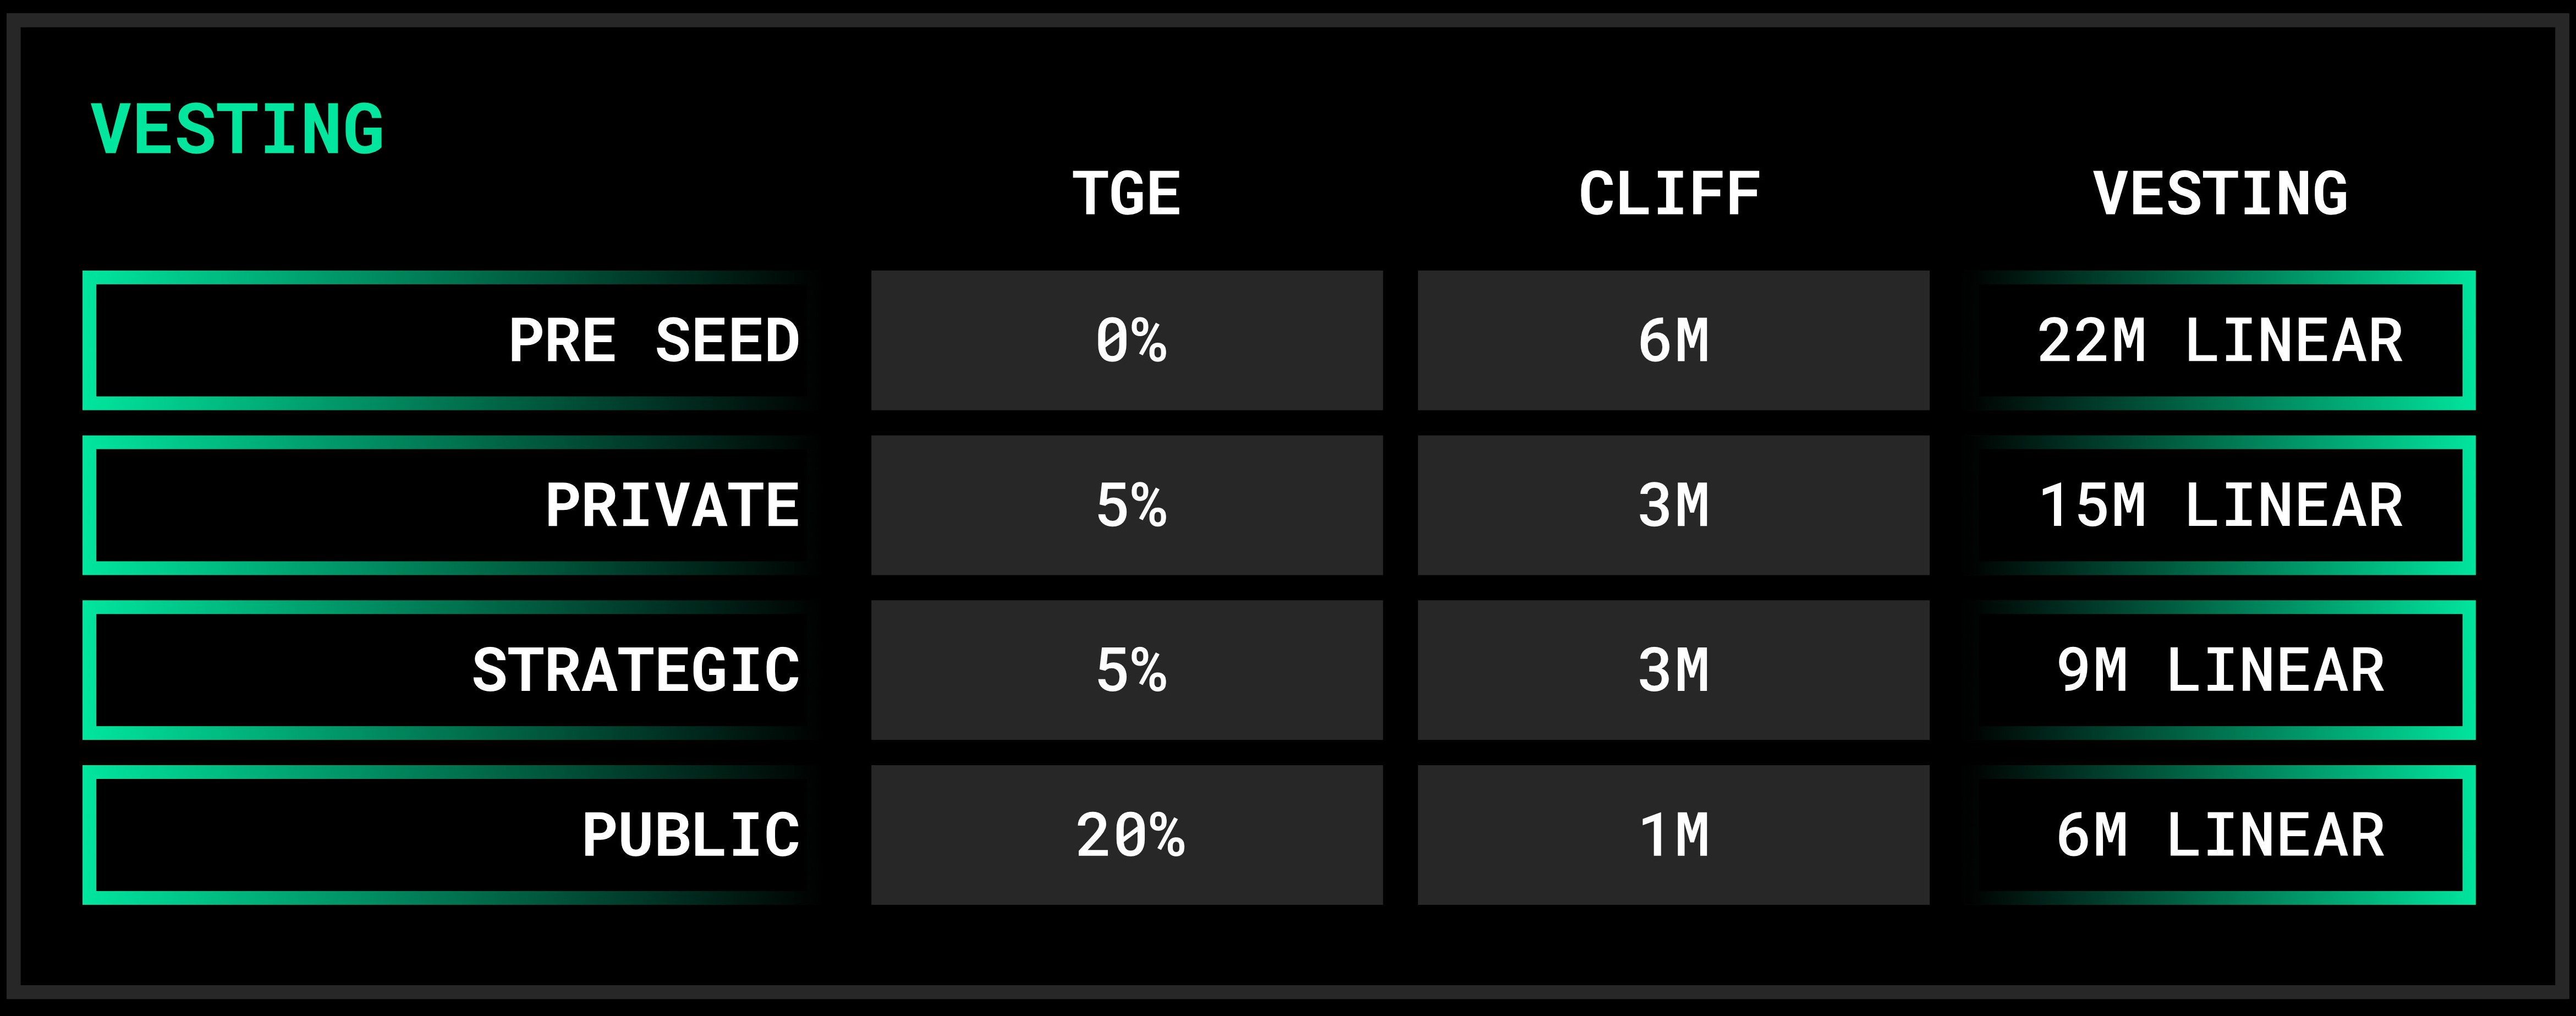 VESTING
TGE CLIFF VESTING
PRE SEED 0% 6M 22M LINEAR
PRIVATE 5% 3M 15M LINEAR
STRATEGIC 5% 3M 9M LINEAR
PUBLIC 20% 1M 6M LINEAR